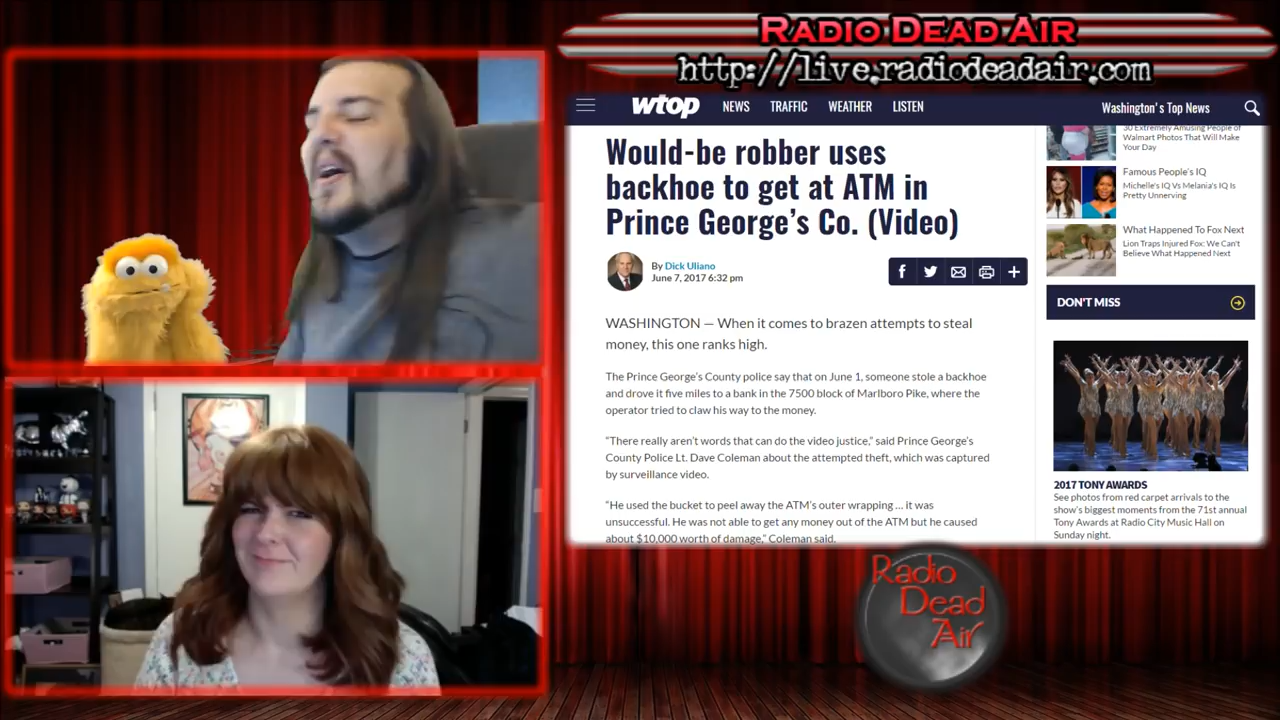 RADIO DEAD AIR
http://live.radiodeadair.com
wtop NEWS TRAFFIC WEATHER LISTEN Washington's Top News
Would-be robber uses
backhoe to get at ATM in
Prince George's Co. (Video)
By Dick Uliano
June 7, 2017 6:32 pm
WASHINGTON — When it comes to brazen attempts to steal
money, this one ranks high.
The Prince George's County police say that on June 1, someone stole a backhoe
and drove it five miles to a bank in the 7500 block of Marlboro Pike, where the
operator tried to claw his way to the money.
"There really aren't words that can do the video justice," said Prince George's
County Police Lt. Dave Coleman about the attempted theft, which was captured
by surveillance video.
"He used the bucket to peel away the ATM's outer wrapping … it was
unsuccessful. He was not able to get any money out of the ATM but he caused
about $10,000 worth of damage," Coleman said.
30 Extremely Amusing People of
Walmart Photos That Will Make
Your Day
Famous People's IQ
Michelle's IQ Vs Melania's IQ Is
Pretty Unnerving
What Happened To Fox Next
Lion Traps Injured Fox: We Can't
Believe What Happened Next
DON'T MISS
2017 TONY AWARDS
See photos from red carpet arrivals to the
show's biggest moments from the 71st annual
Tony Awards at Radio City Music Hall on
Sunday night.
Radio
Dead
Air